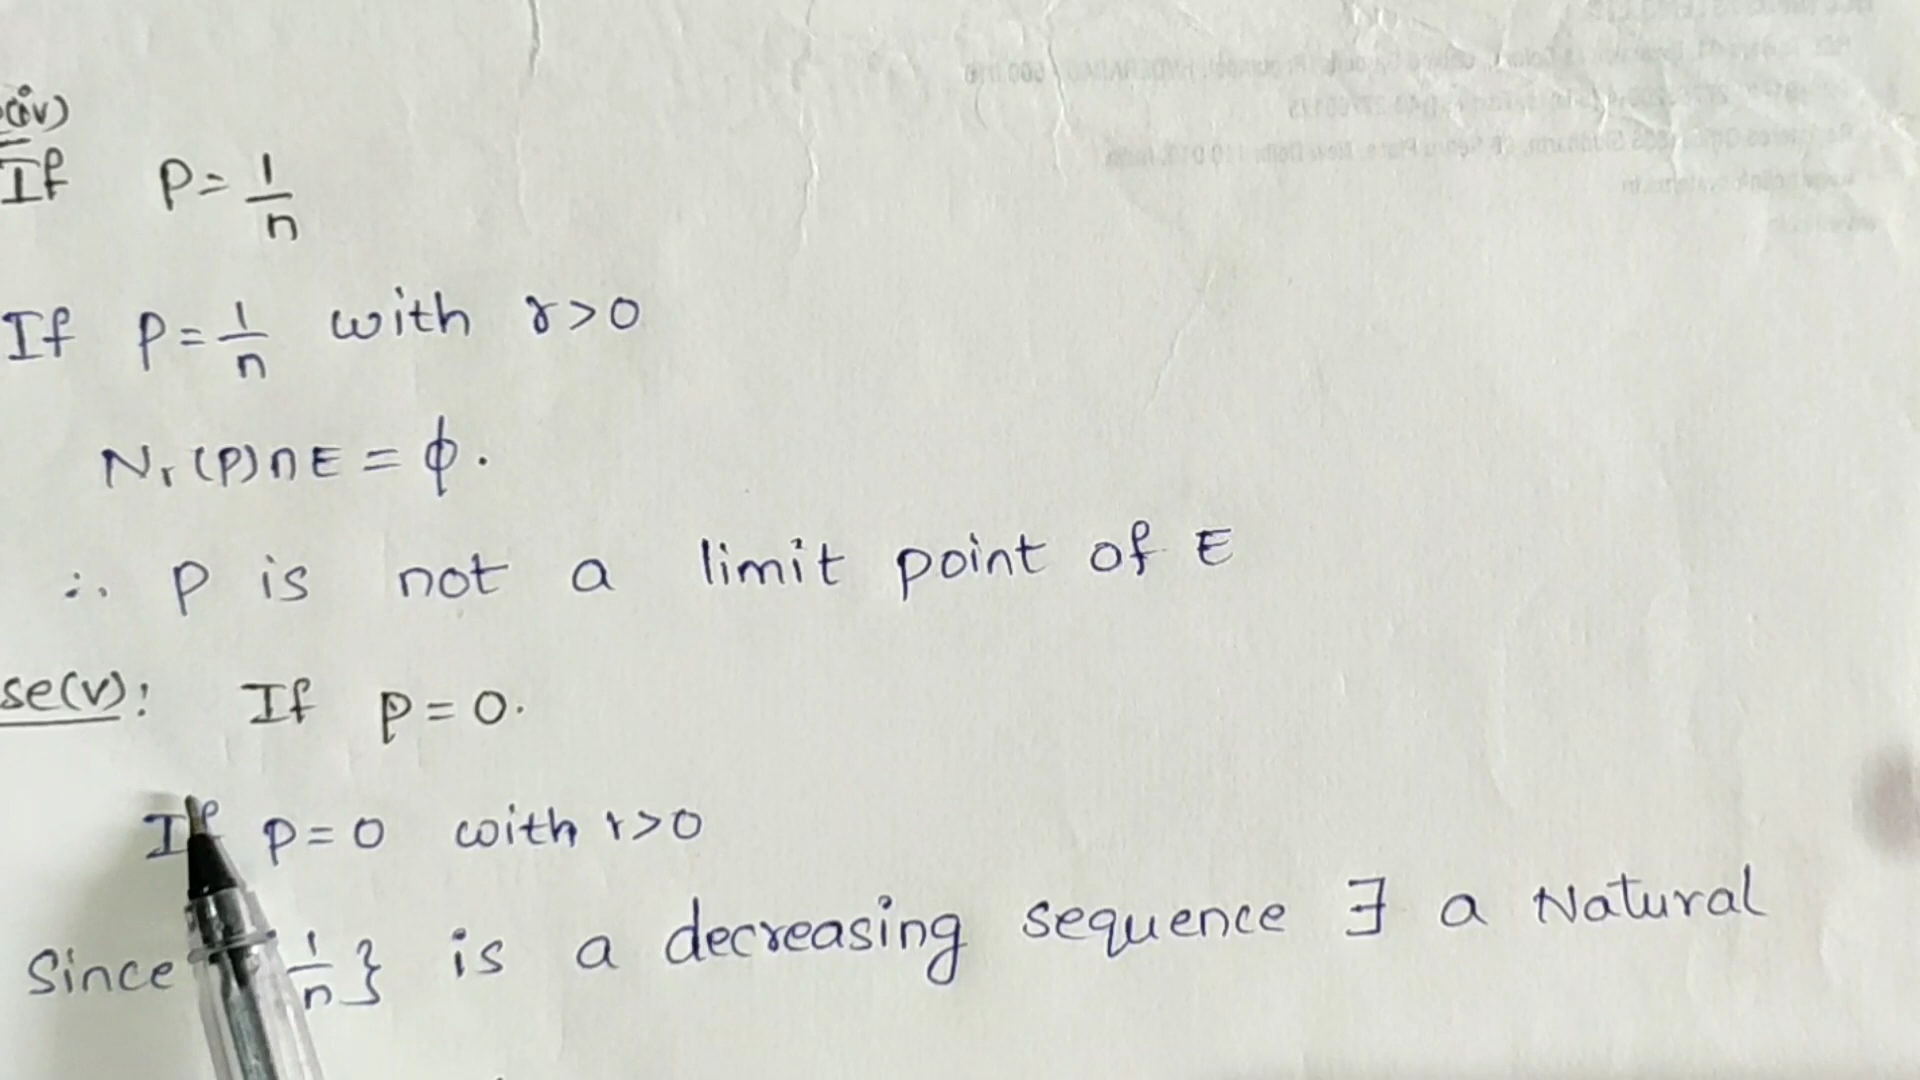 (iv)
If P = 1/n
If P = 1/n with r>0
Nr(P)∩E = ϕ.
∴ P is not a limit point of E
se(v): If P=0.
If P=0 with r>0
Since 1/n} is a decreasing sequence ∃ a Natural